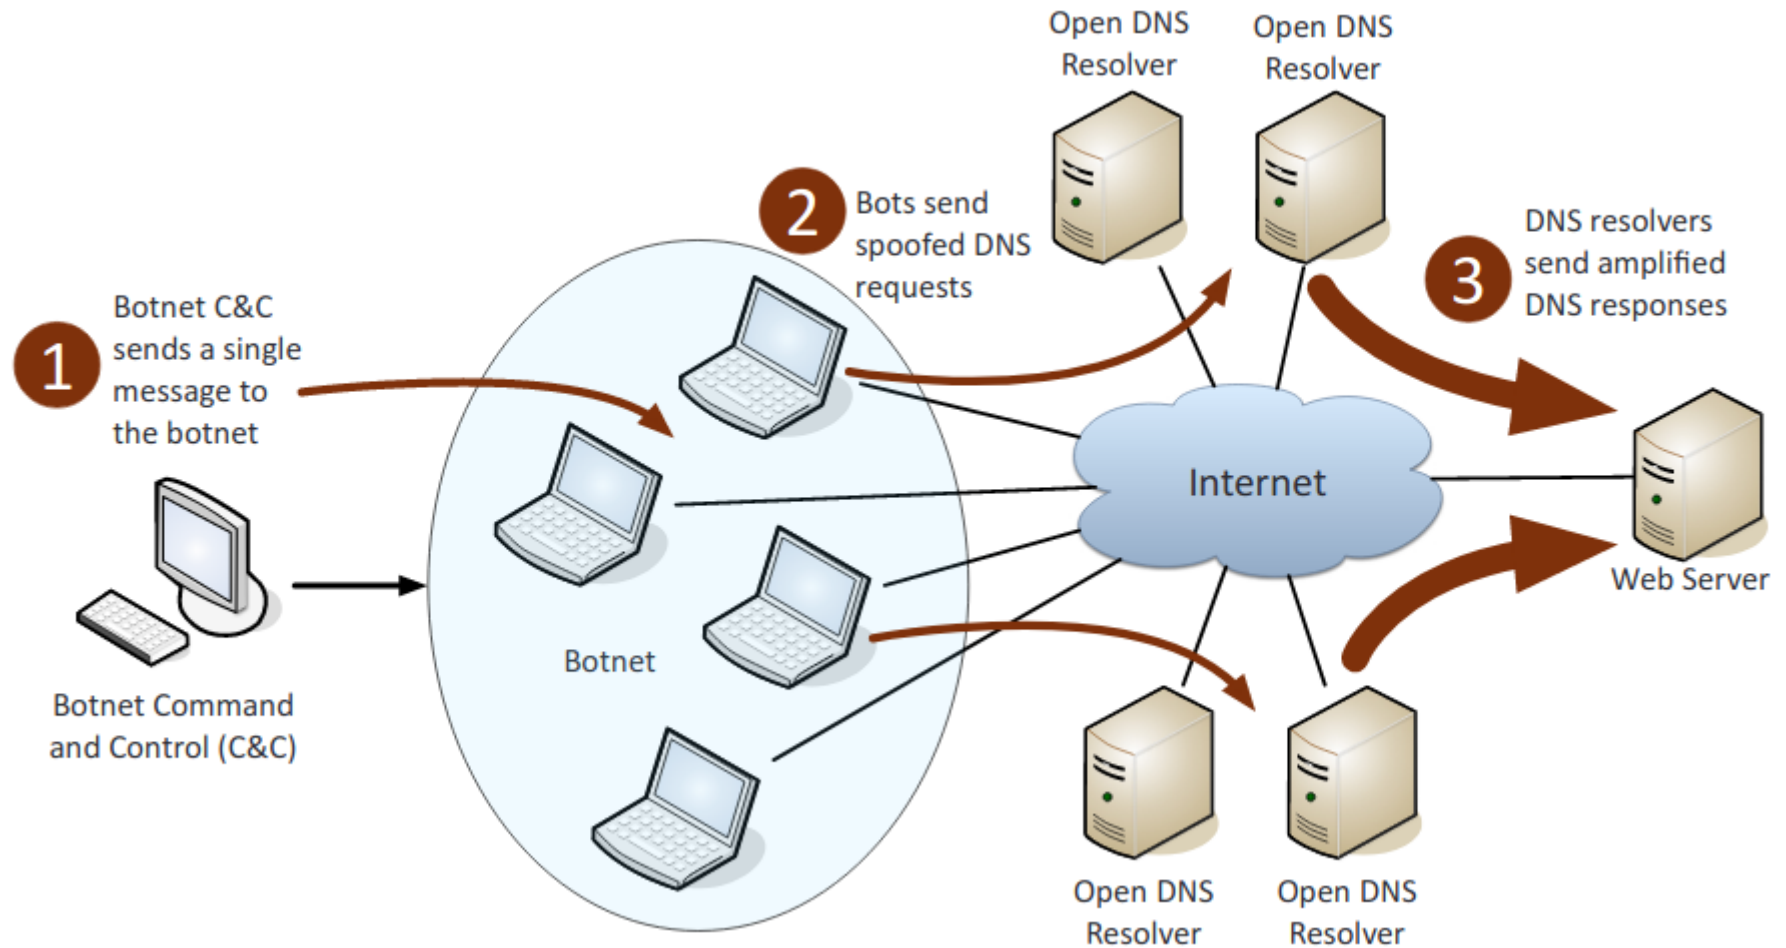 Open DNS
Resolver
Open DNS
Resolver
2
Bots send
spoofed DNS
requests
3
DNS resolvers
send amplified
DNS responses
1
Botnet C&C
sends a single
message to
the botnet
Internet
Web Server
Botnet
Botnet Command
and Control (C&C)
Open DNS
Resolver
Open DNS
Resolver